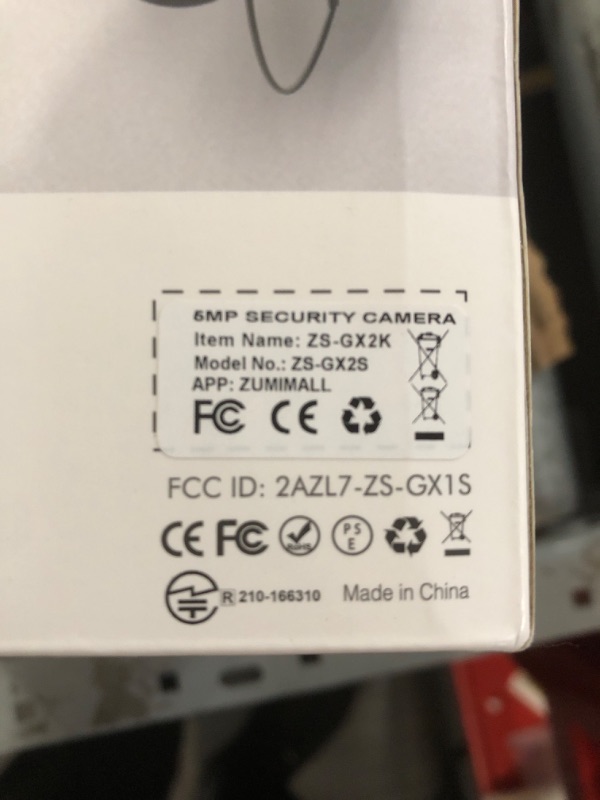 5MP SECURITY CAMERA
Item Name: ZS-GX2K
Model No.: ZS-GX2S
APP: ZUMIMALL
FC CE
FCC ID: 2AZL7-ZS-GX1S
CE FC RoHS PS E
R 210-166310 Made in China